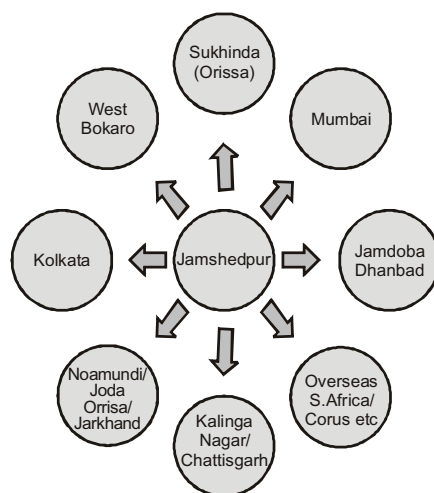 Sukhinda
(Orissa)
West
Bokaro
Mumbai
Kolkata
Jamshedpur
Jamdoba
Dhanbad
Noamundi/
Joda
Orrisa/
Jarkhand
Kalinga
Nagar/
Chattisgarh
Overseas
S.Africa/
Corus etc